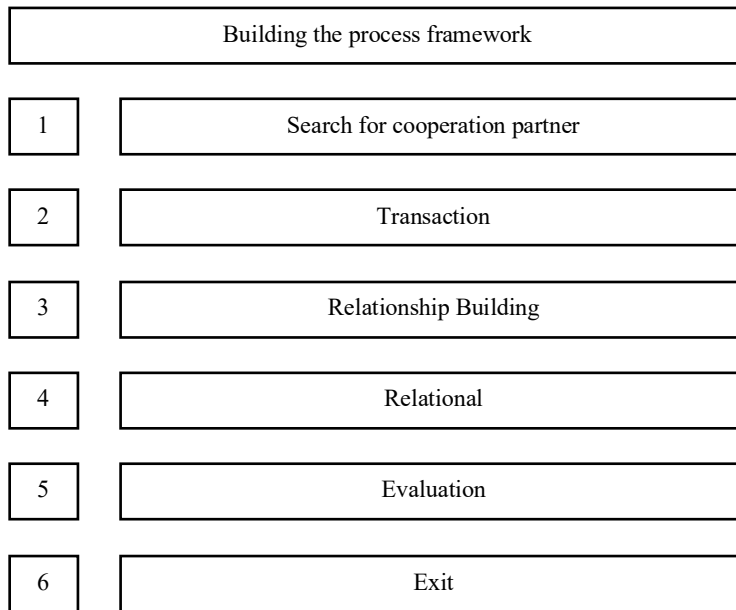 Building the process framework
1 Search for cooperation partner
2 Transaction
3 Relationship Building
4 Relational
5 Evaluation
6 Exit